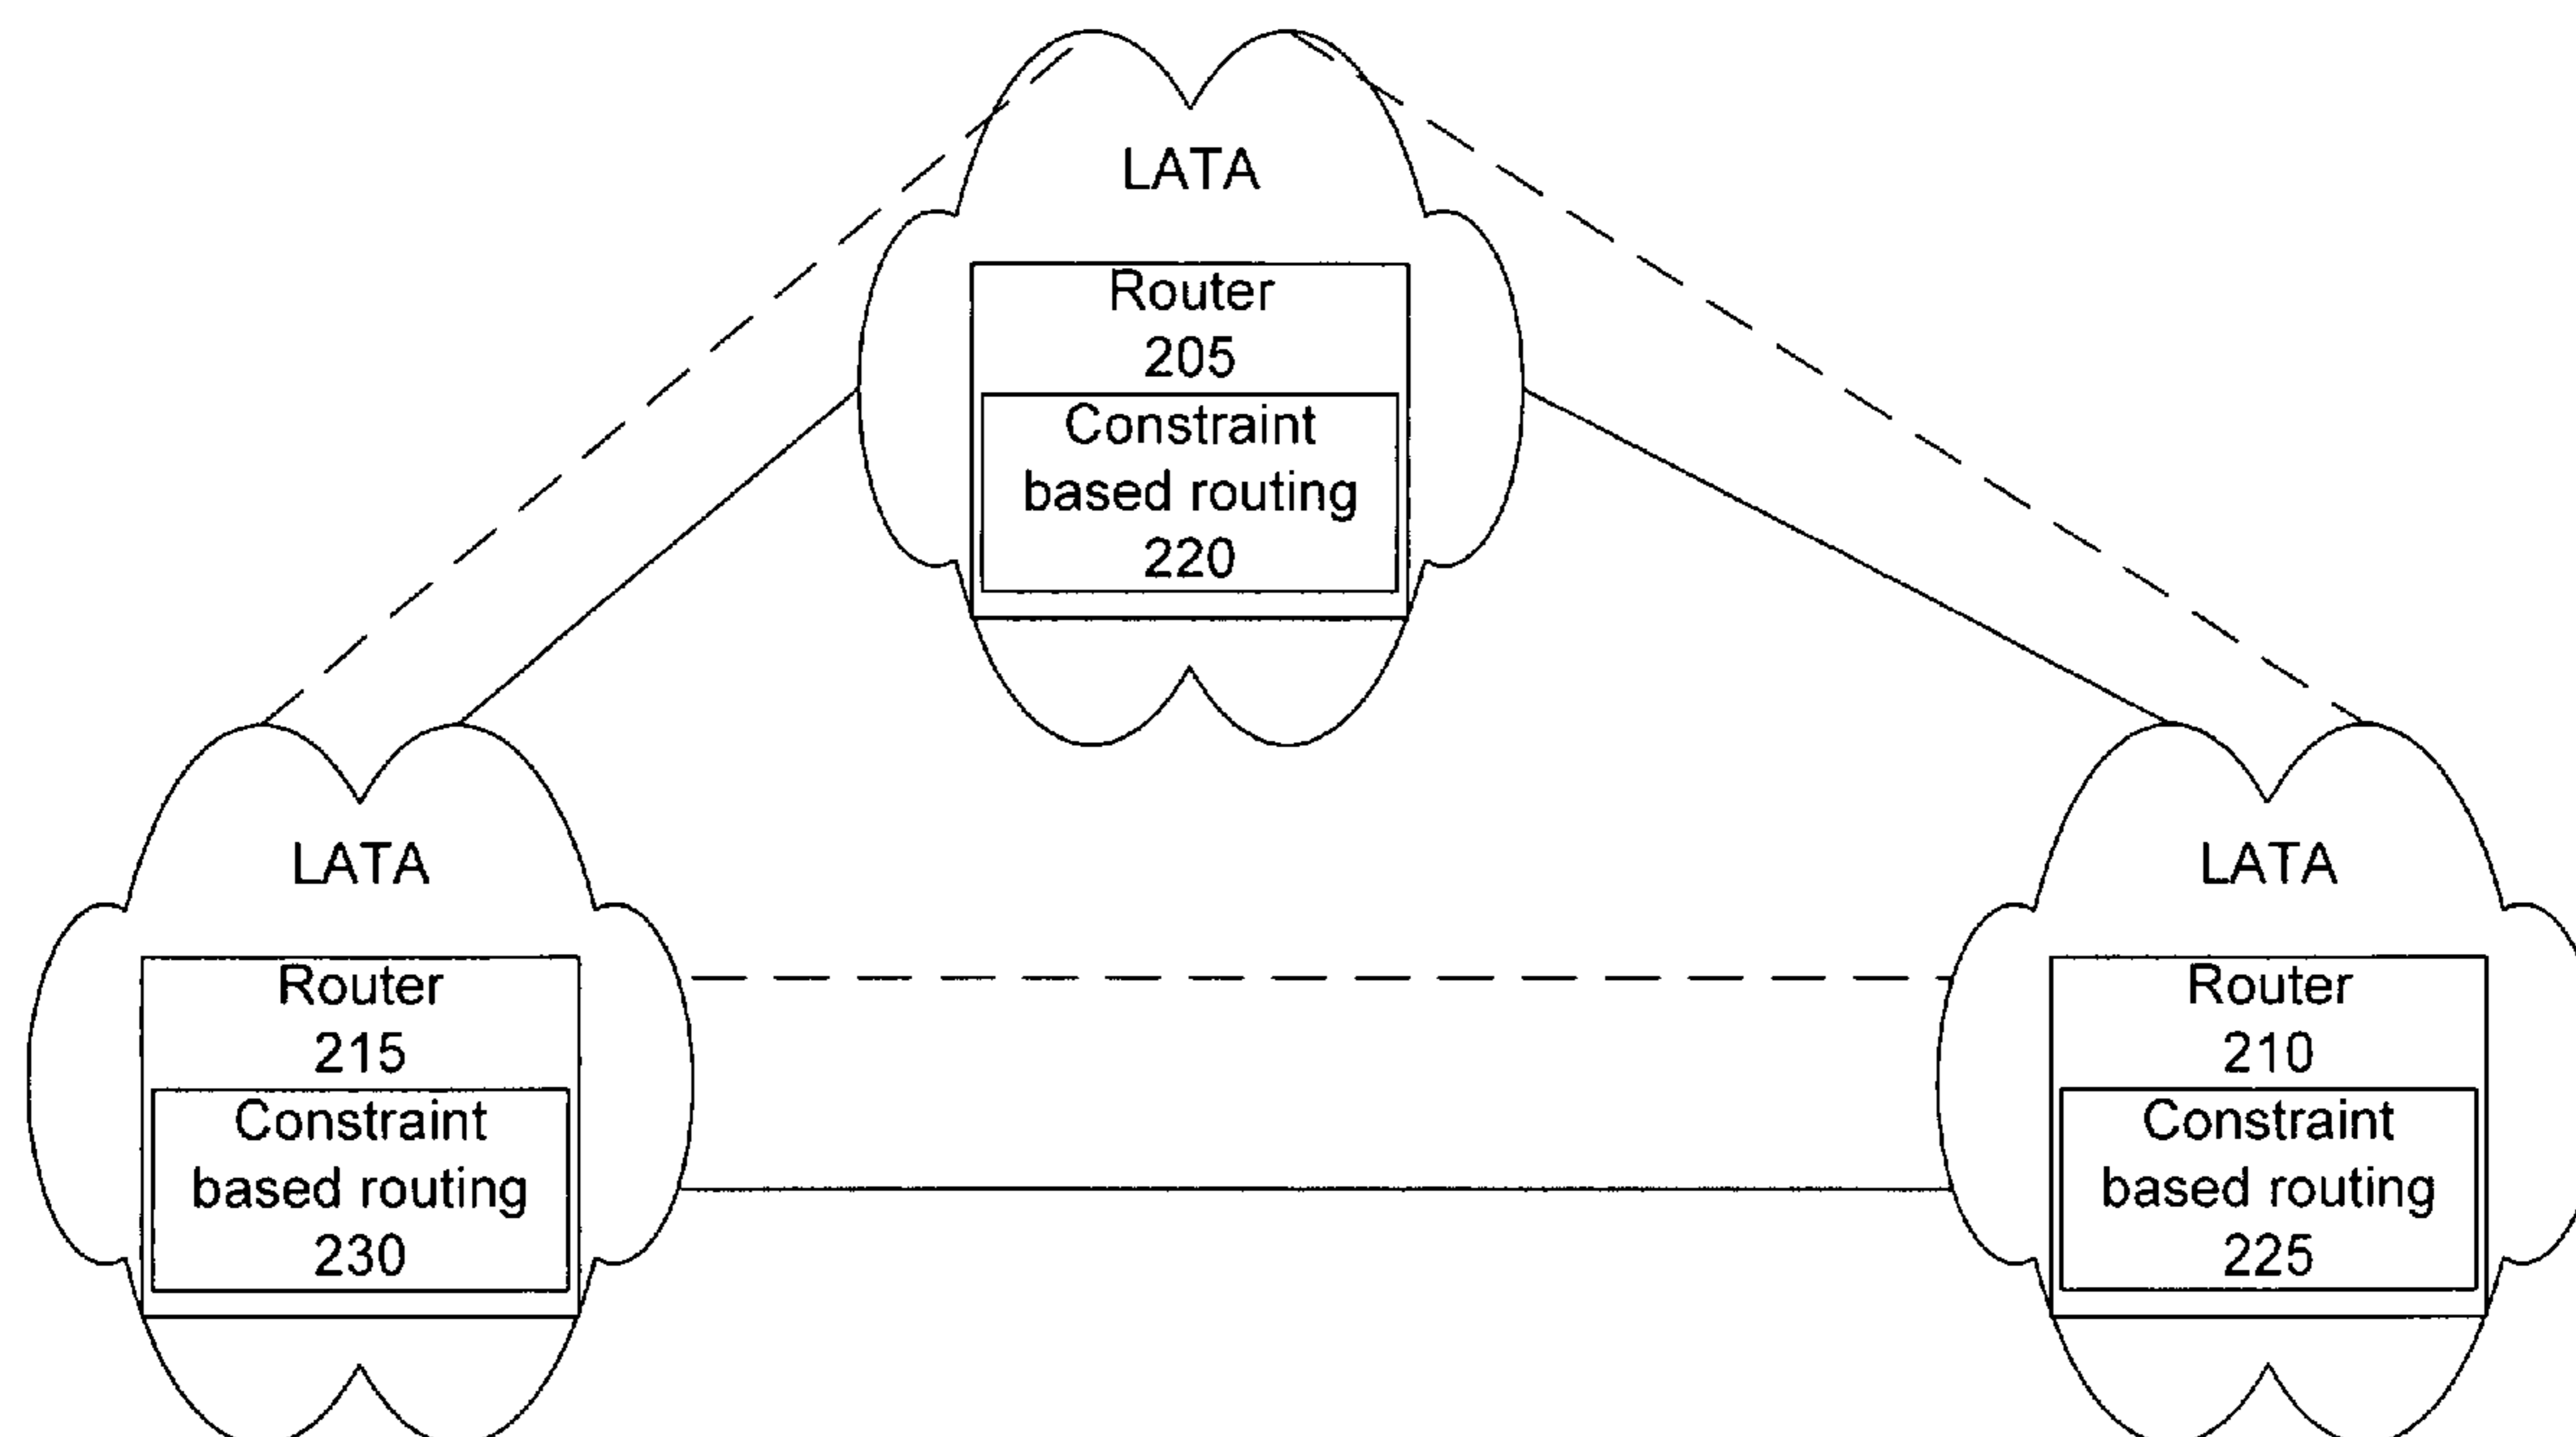 LATA
Router
205
Constraint
based routing
220
LATA
Router
215
Constraint
based routing
230
LATA
Router
210
Constraint
based routing
225